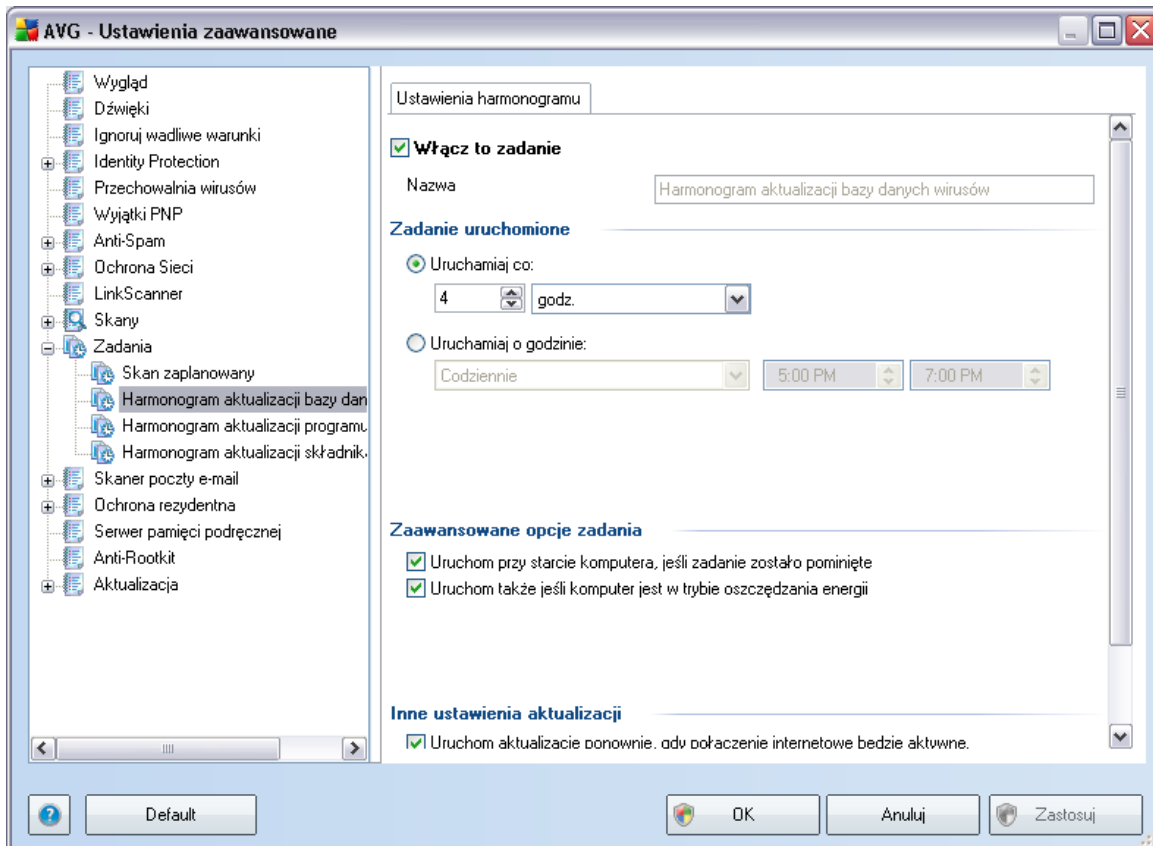 AVG - Ustawienia zaawansowane
Wygląd
Dźwięki
Ignoruj wadliwe warunki
Identity Protection
Przechowalnia wirusów
Wyjątki PNP
Anti-Spam
Ochrona Sieci
LinkScanner
Skany
Zadania
Skan zaplanowany
Harmonogram aktualizacji bazy dan
Harmonogram aktualizacji programu
Harmonogram aktualizacji składnik
Skaner poczty e-mail
Ochrona rezydentna
Serwer pamięci podręcznej
Anti-Rootkit
Aktualizacja
Ustawienia harmonogramu
Włącz to zadanie
Nazwa Harmonogram aktualizacji bazy danych wirusów
Zadanie uruchomione
Uruchamiaj co:
4 godz.
Uruchamiaj o godzinie:
Codziennie 5:00 PM 7:00 PM
Zaawansowane opcje zadania
Uruchom przy starcie komputera, jeśli zadanie zostało pominięte
Uruchom także jeśli komputer jest w trybie oszczędzania energii
Inne ustawienia aktualizacji
Uruchom aktualizację ponownie, gdy połączenie internetowe będzie aktywne.
Default OK Anuluj Zastosuj